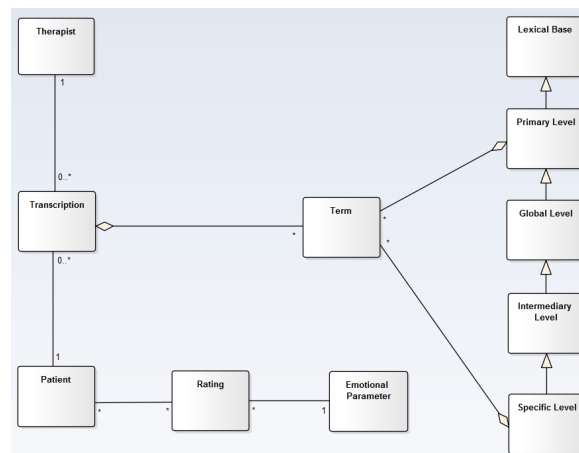 Therapist
Lexical Base
1
Primary Level
0..*
Transcription
Term
*
*
Global Level
*
0..*
Intermediary
Level
1
Patient
Rating
Emotional
Parameter
*
*
*
1
Specific Level